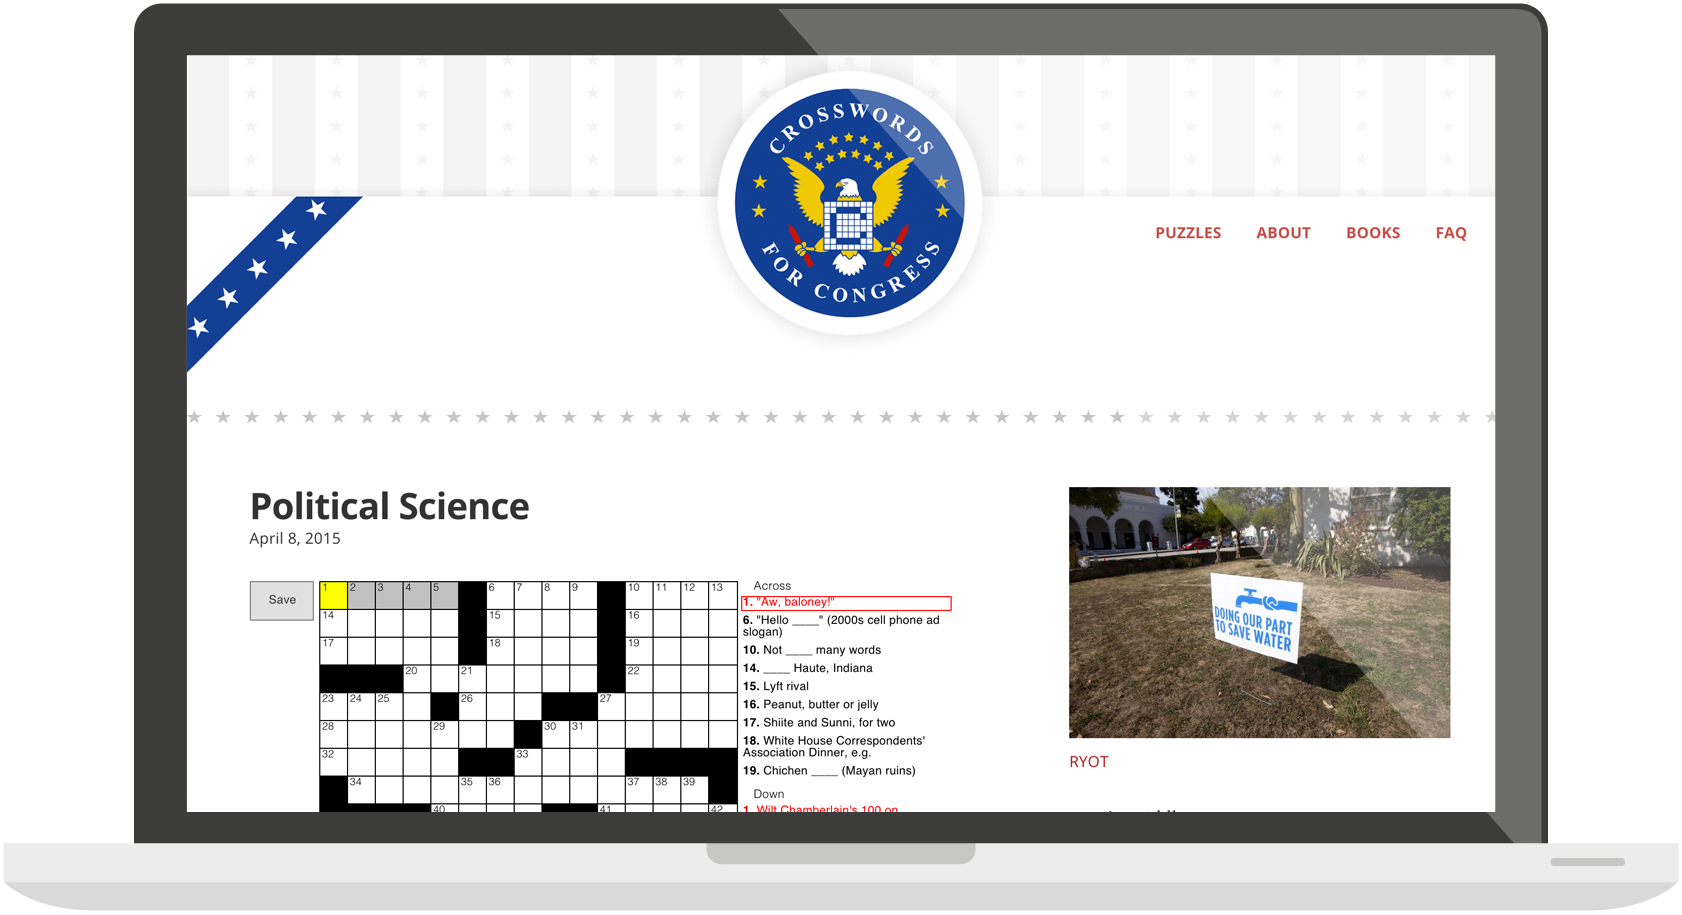 CROSSWORDS
FOR CONGRESS
PUZZLES ABOUT BOOKS FAQ
Political Science
April 8, 2015
Save
1 2 3 4 5 6 7 8 9 10 11 12 13
14 15 16
17 18 19
20 21 22
23 24 25 26 27
28 29 30 31
32 33
34 35 36 37 38 39
40 41 42
Across
1. "Aw, baloney!"
6. "Hello ____" (2000s cell phone ad
slogan)
10. Not ____ many words
14. ____ Haute, Indiana
15. Lyft rival
16. Peanut, butter or jelly
17. Shiite and Sunni, for two
18. White House Correspondents'
Association Dinner, e.g.
19. Chichen ____ (Mayan ruins)
Down
1. Wilt Chamberlain's 100 on
DOING OUR PART
TO SAVE WATER
RYOT